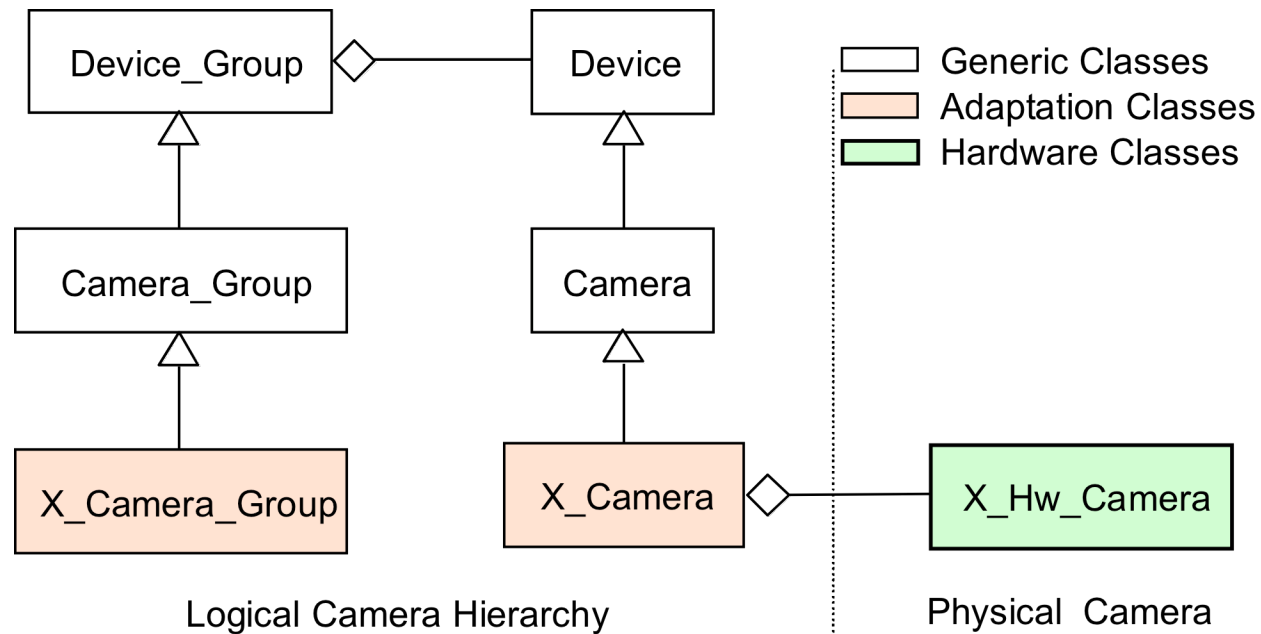 Device_Group
Device
Generic Classes
Adaptation Classes
Hardware Classes
Camera_Group
Camera
X_Camera_Group
X_Camera
X_Hw_Camera
Logical Camera Hierarchy
Physical Camera